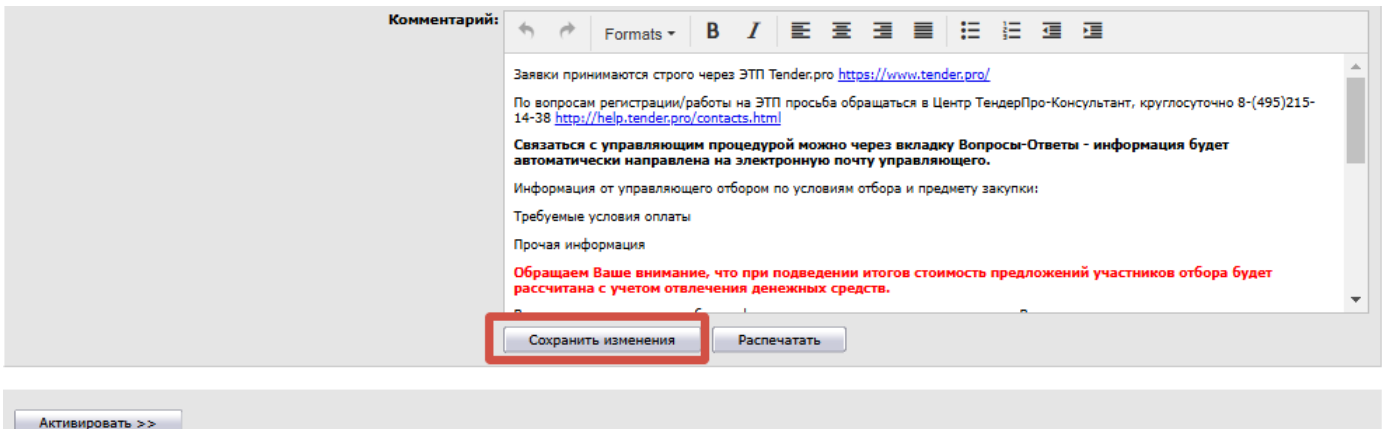 Комментарий:
Formats B I
Заявки принимаются строго через ЭТП Tender.pro https://www.tender.pro/
По вопросам регистрации/работы на ЭТП просьба обращаться в Центр ТендерПро-Консультант, круглосуточно 8-(495)215-
14-38 http://help.tender.pro/contacts.html
Связаться с управляющим процедурой можно через вкладку Вопросы-Ответы - информация будет
автоматически направлена на электронную почту управляющего.
Информация от управляющего отбором по условиям отбора и предмету закупки:
Требуемые условия оплаты
Прочая информация
Обращаем Ваше внимание, что при подведении итогов стоимость предложений участников отбора будет
рассчитана с учетом отвлечения денежных средств.
Сохранить изменения Распечатать
Активировать >>